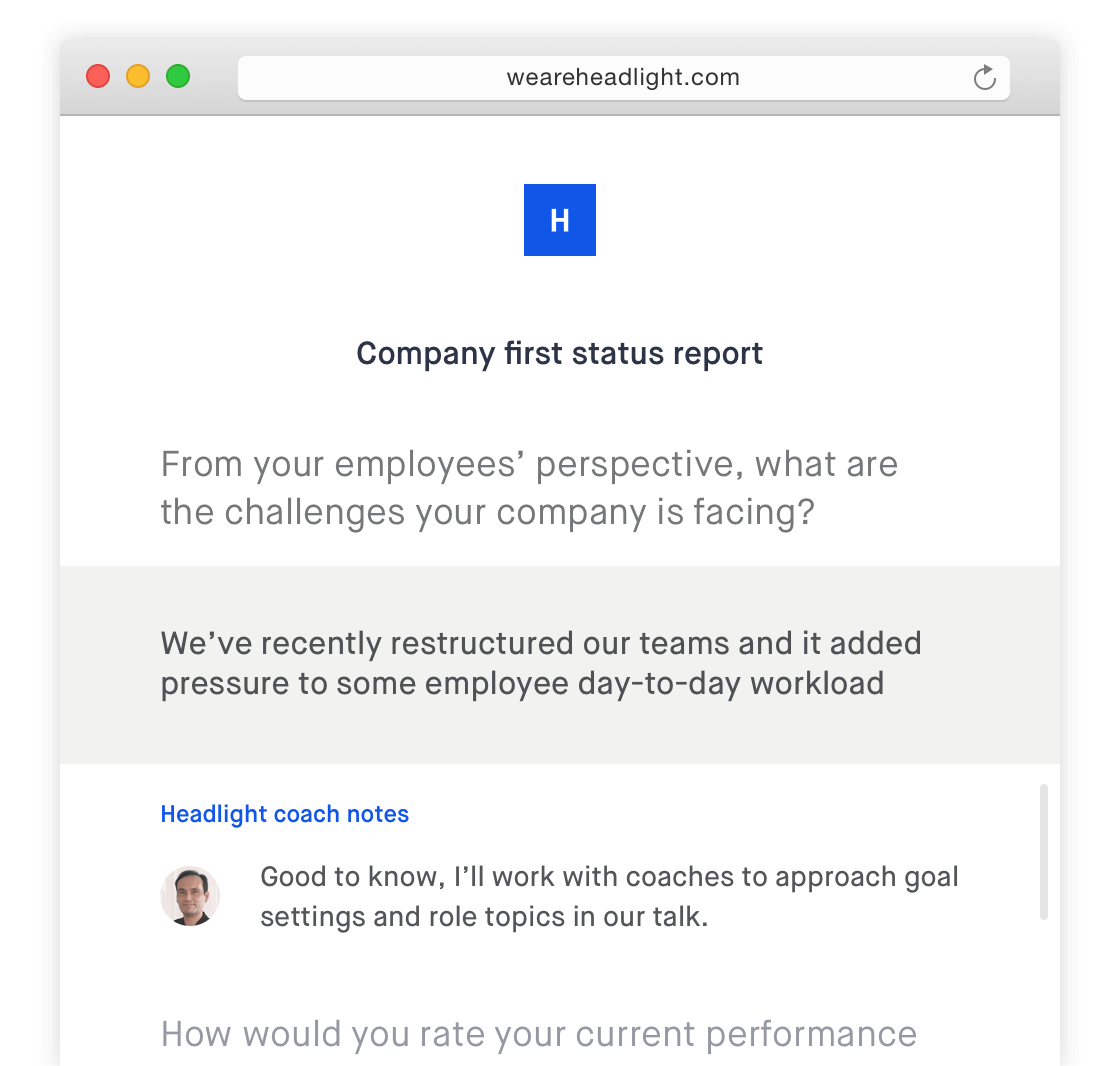 weareheadlight.com
H
Company first status report
From your employees’ perspective, what are
the challenges your company is facing?
We’ve recently restructured our teams and it added
pressure to some employee day-to-day workload
Headlight coach notes
Good to know, I’ll work with coaches to approach goal
settings and role topics in our talk.
How would you rate your current performance